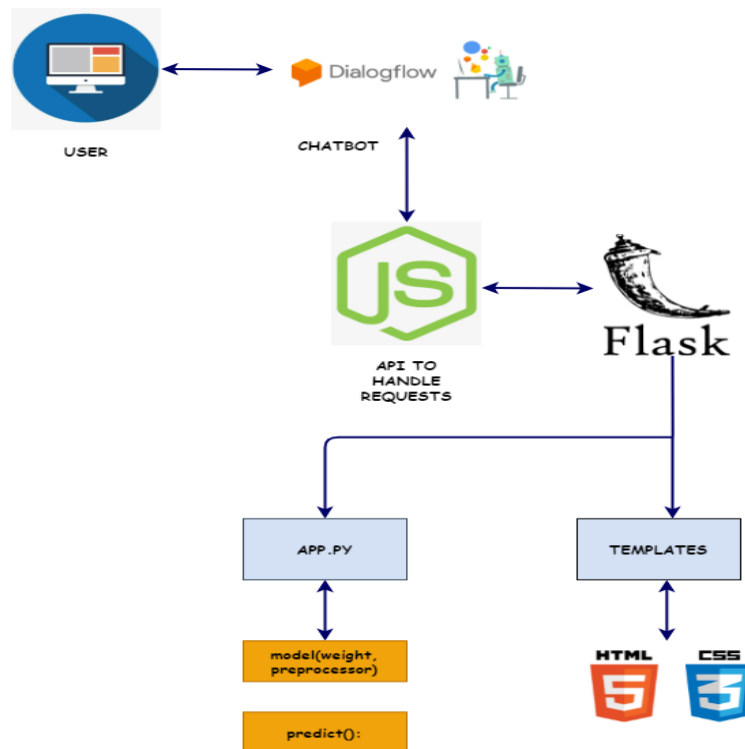 Dialogflow
USER
CHATBOT
JS
Flask
API TO
HANDLE
REQUESTS
APP.PY
TEMPLATES
model(weight,
preprocessor)
HTML
5
CSS
3
predict():